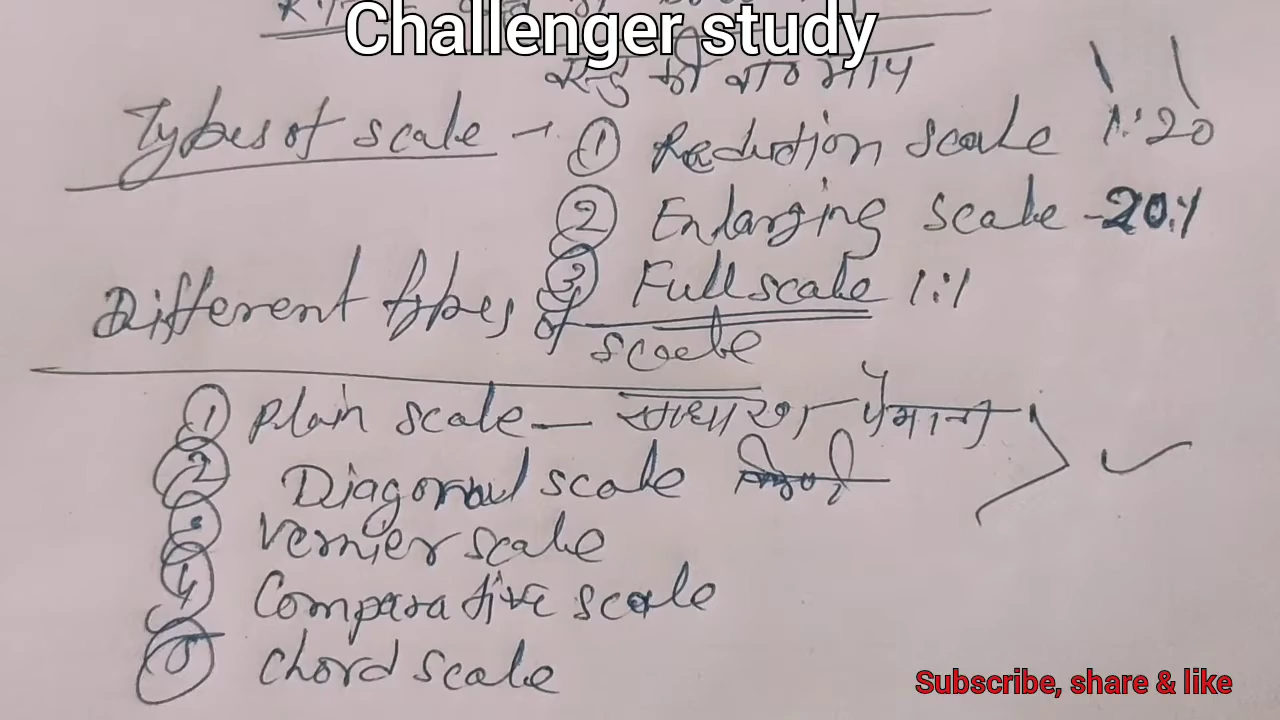 Challenger study
की
माप
Types of scale → ① Reduction scale 1:20
② Enlarging scale - 20:1
③ Full scale 1:1
Different types of scale
① Plain scale — साधारण पैमाना
② Diagonal scale
③ Vernier scale
④ Comparative scale
⑤ Chord scale
Subscribe, share & like